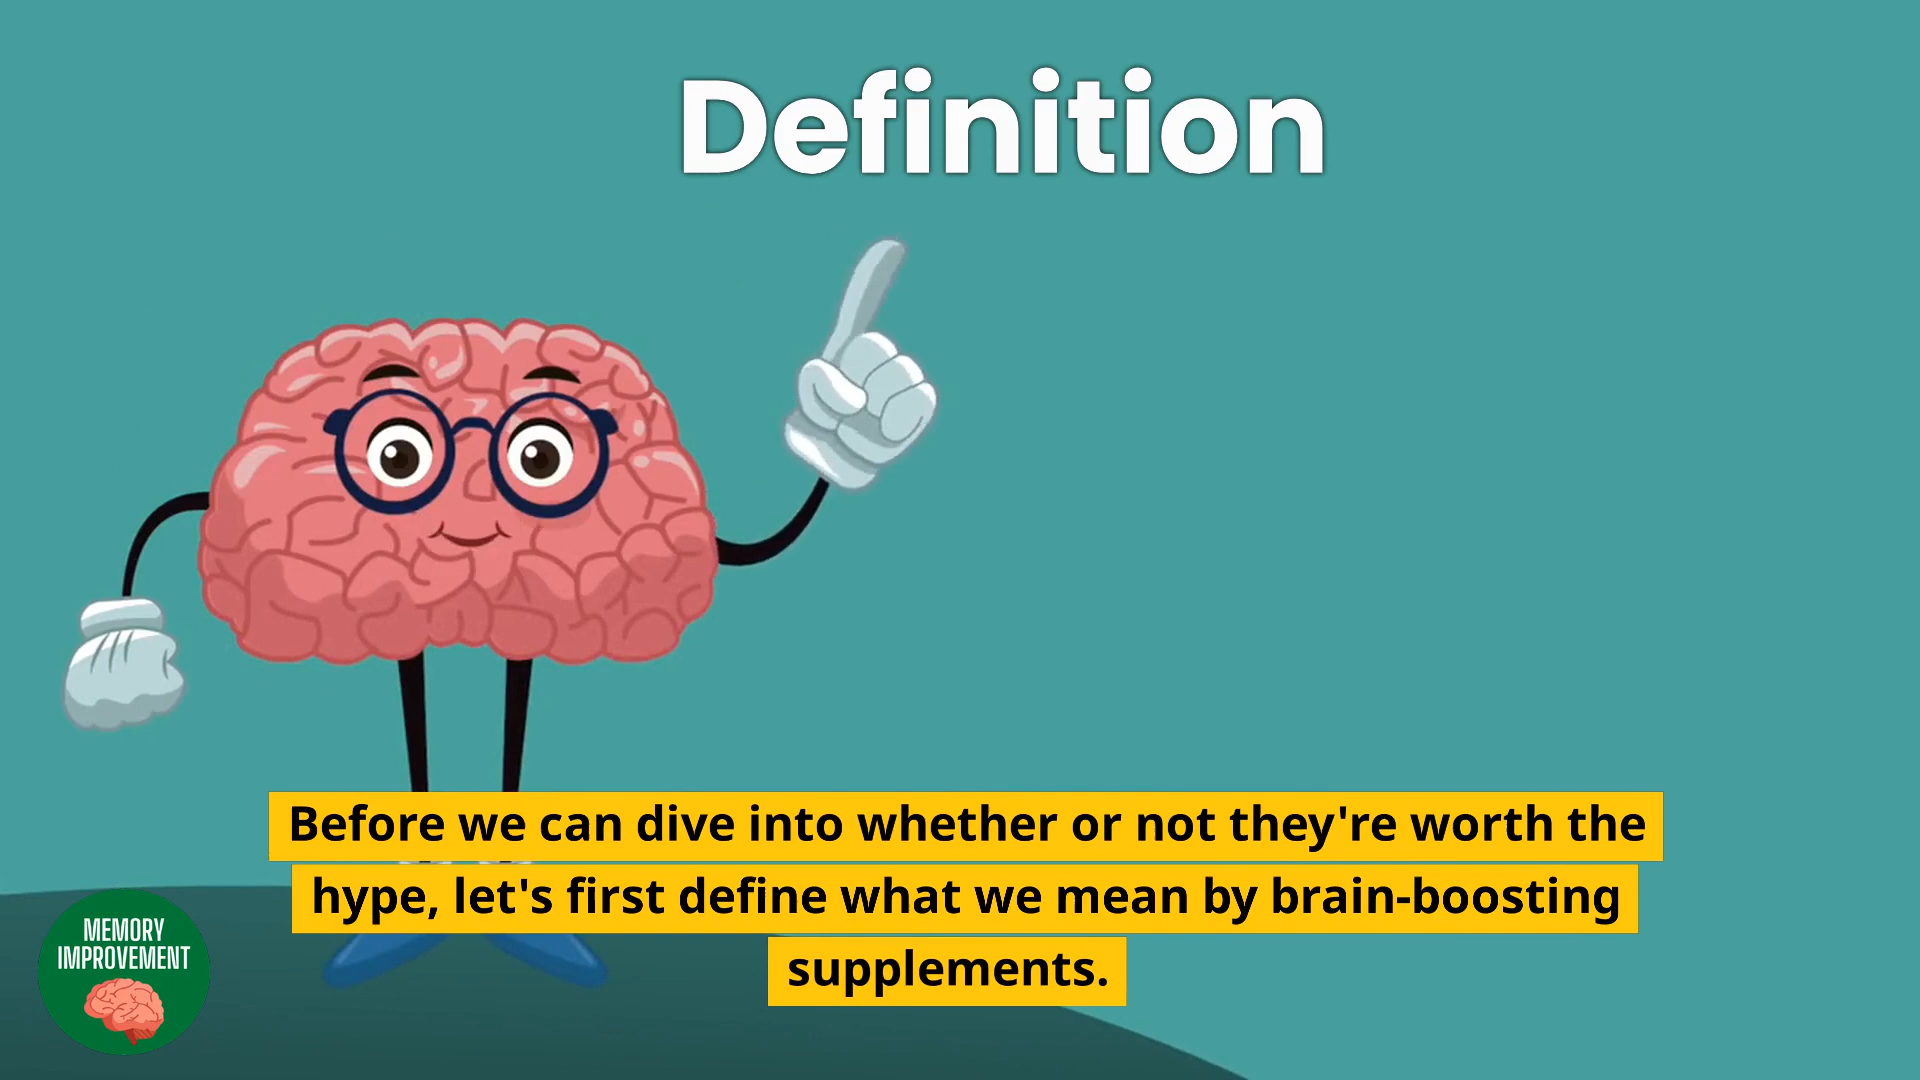 Definition
Before we can dive into whether or not they're worth the
hype, let's first define what we mean by brain-boosting
supplements.
MEMORY
IMPROVEMENT